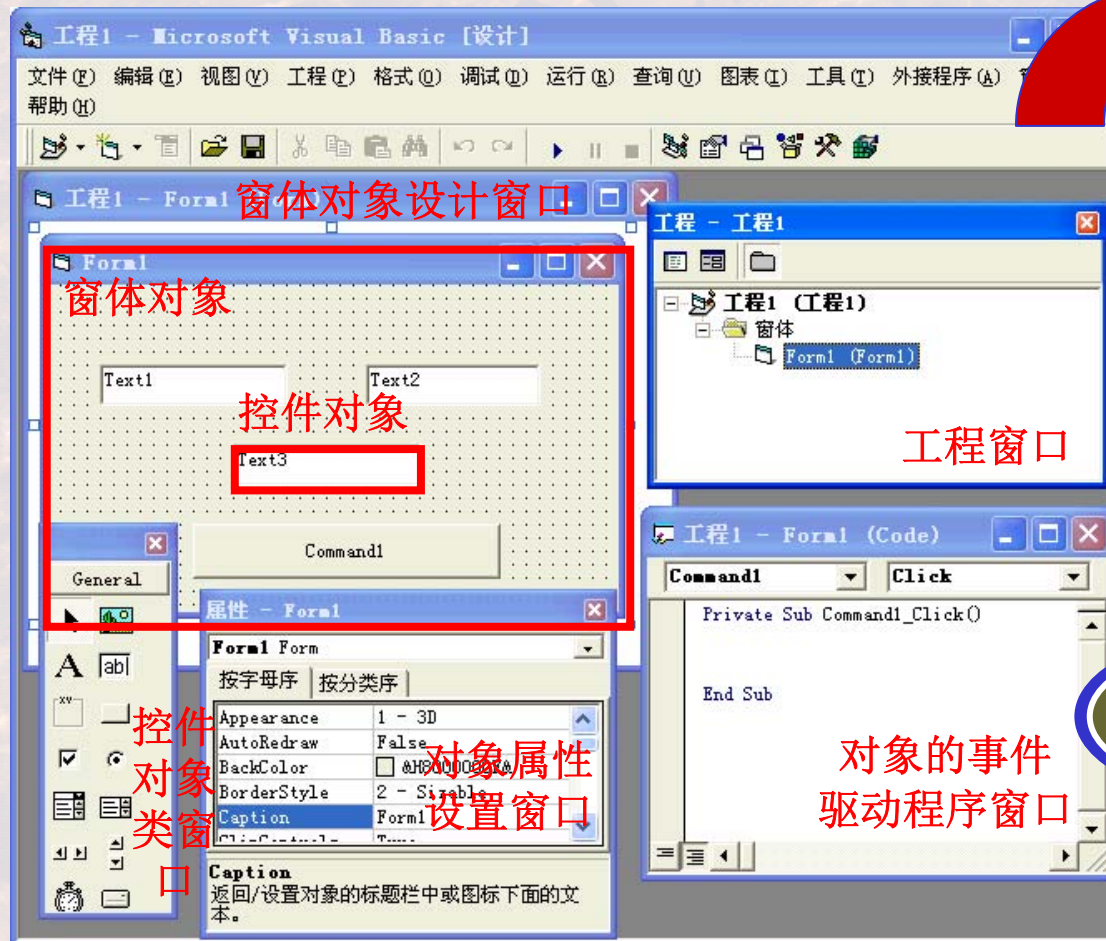 工程1 - Microsoft Visual Basic [设计]
文件(F) 编辑(E) 视图(V) 工程(P) 格式(O) 调试(D) 运行(R) 查询(U) 图表(I) 工具(T) 外接程序(A)
帮助(H)
工程1 - Form1
窗体对象设计窗口
Form1
窗体对象
Text1
Text2
控件对象
Text3
Command1
工程 - 工程1
工程1 (工程1)
窗体
Form1 (Form1)
工程窗口
General
A
ab
xy
控件
对象
类窗
口
属性 - Form1
Form1 Form
按字母序 按分类序
Appearance 1 - 3D
AutoRedraw False
BackColor
BorderStyle 2 - Sizable
Caption Form1
对象属性
设置窗口
Caption
返回/设置对象的标题栏中或图标下面的文
本。
工程1 - Form1 (Code)
Command1 Click
Private Sub Command1_Click()
End Sub
对象的事件
驱动程序窗口